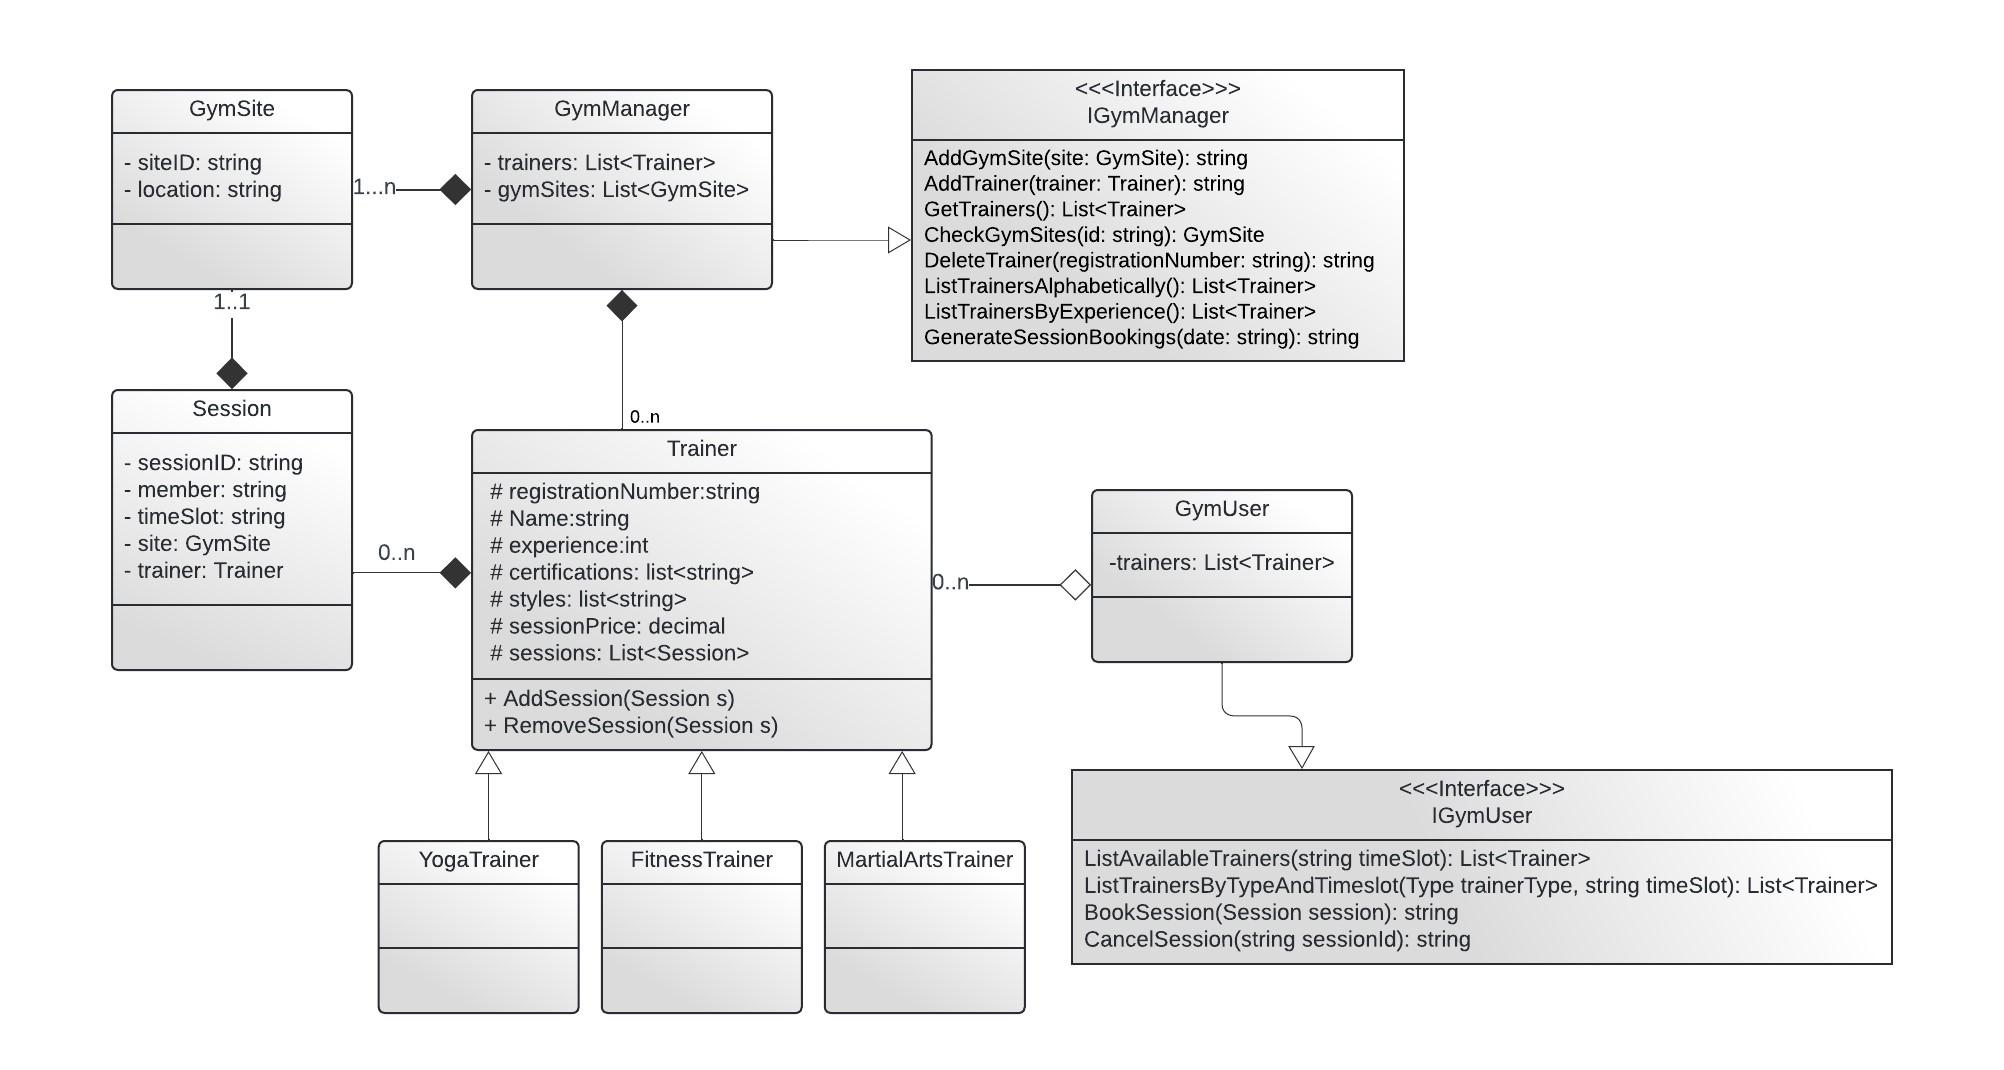 GymSite
- siteID: string
- location: string
1...n
GymManager
- trainers: List<Trainer>
- gymSites: List<GymSite>
<<<Interface>>>
IGymManager
AddGymSite(site: GymSite): string
AddTrainer(trainer: Trainer): string
GetTrainers(): List<Trainer>
CheckGymSites(id: string): GymSite
DeleteTrainer(registrationNumber: string): string
ListTrainersAlphabetically(): List<Trainer>
ListTrainersByExperience(): List<Trainer>
GenerateSessionBookings(date: string): string
1..1
Session
- sessionID: string
- member: string
- timeSlot: string
- site: GymSite
- trainer: Trainer
0..n
0..n
Trainer
# registrationNumber:string
# Name:string
# experience:int
# certifications: list<string>
# styles: list<string>
# sessionPrice: decimal
# sessions: List<Session>
+ AddSession(Session s)
+ RemoveSession(Session s)
0..n
GymUser
-trainers: List<Trainer>
<<<Interface>>>
IGymUser
ListAvailableTrainers(string timeSlot): List<Trainer>
ListTrainersByTypeAndTimeslot(Type trainerType, string timeSlot): List<Trainer>
BookSession(Session session): string
CancelSession(string sessionId): string
YogaTrainer
FitnessTrainer
MartialArtsTrainer